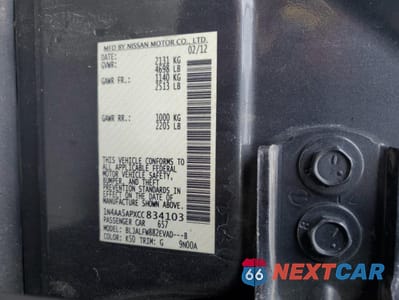 MFD BY NISSAN MOTOR CO., LTD.
DATE: 02/12
GVWR: 2131 KG
4698 LB
GAWR FR: 1140 KG
2513 LB
GAWR RR: 1000 KG
2205 LB
THIS VEHICLE CONFORMS TO
ALL APPLICABLE FEDERAL
MOTOR VEHICLE SAFETY,
BUMPER, AND THEFT
PREVENTION STANDARDS
IN EFFECT ON THE DATE OF
MANUFACTURE SHOWN ABOVE.
1N4AA5APXCC834103
PASSENGER CAR 657
MODEL: BLJALFW882EVAD---B
COLOR: K50 TRIM: G 9N00A
66 NEXTCAR